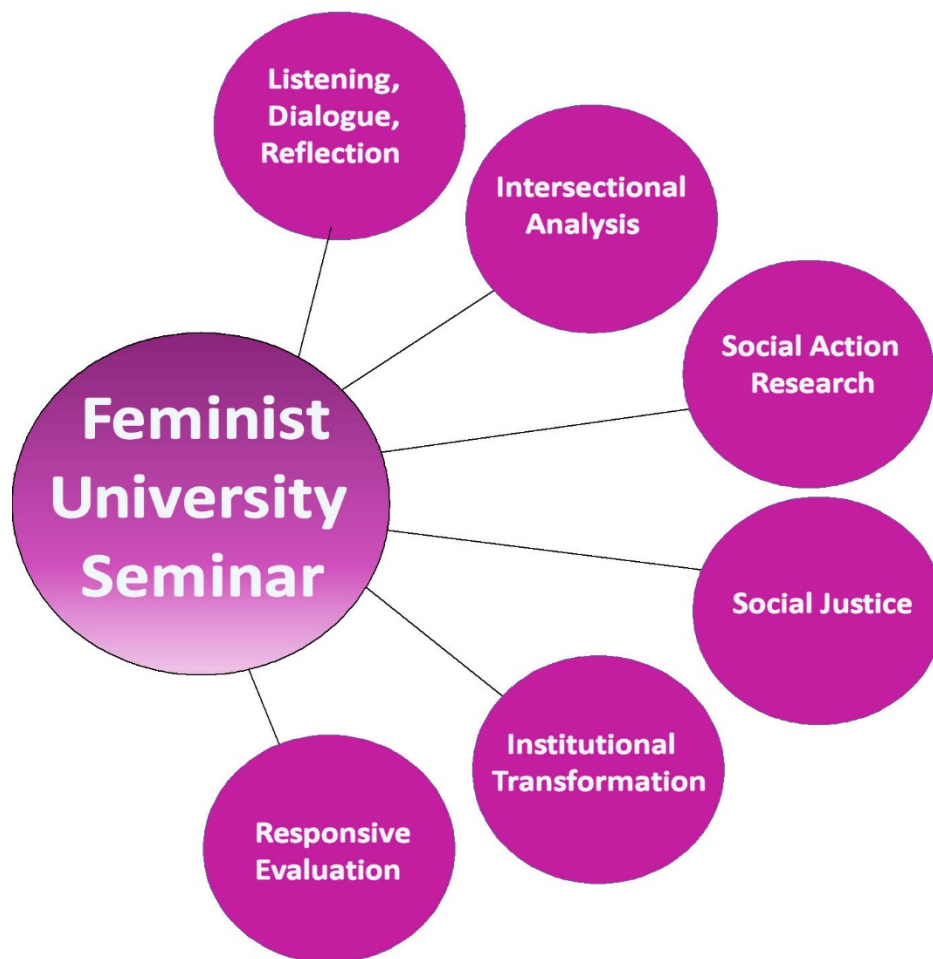 Listening,
Dialogue,
Reflection
Intersectional
Analysis
Social Action
Research
Feminist
University
Seminar
Social Justice
Institutional
Transformation
Responsive
Evaluation